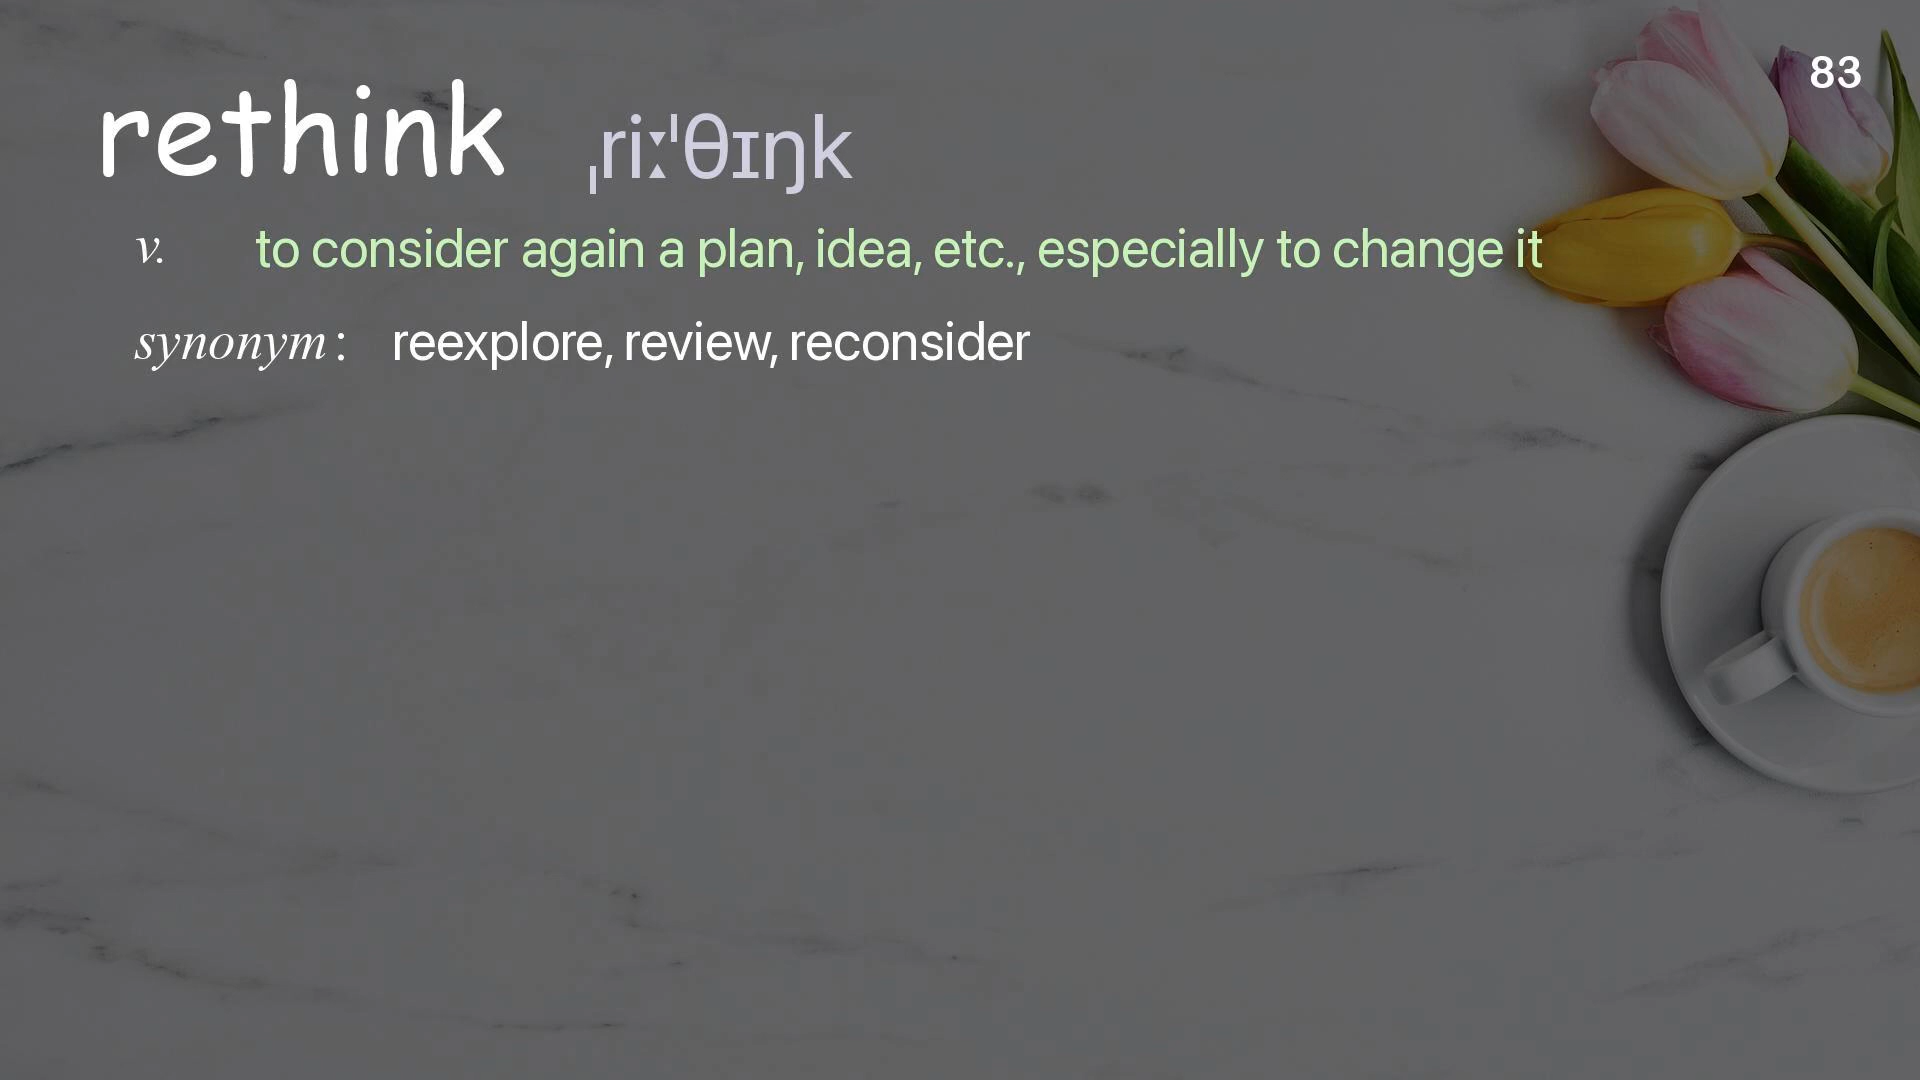 83
rethink ˌriːˈθɪŋk
v. to consider again a plan, idea, etc., especially to change it
synonym : reexplore, review, reconsider